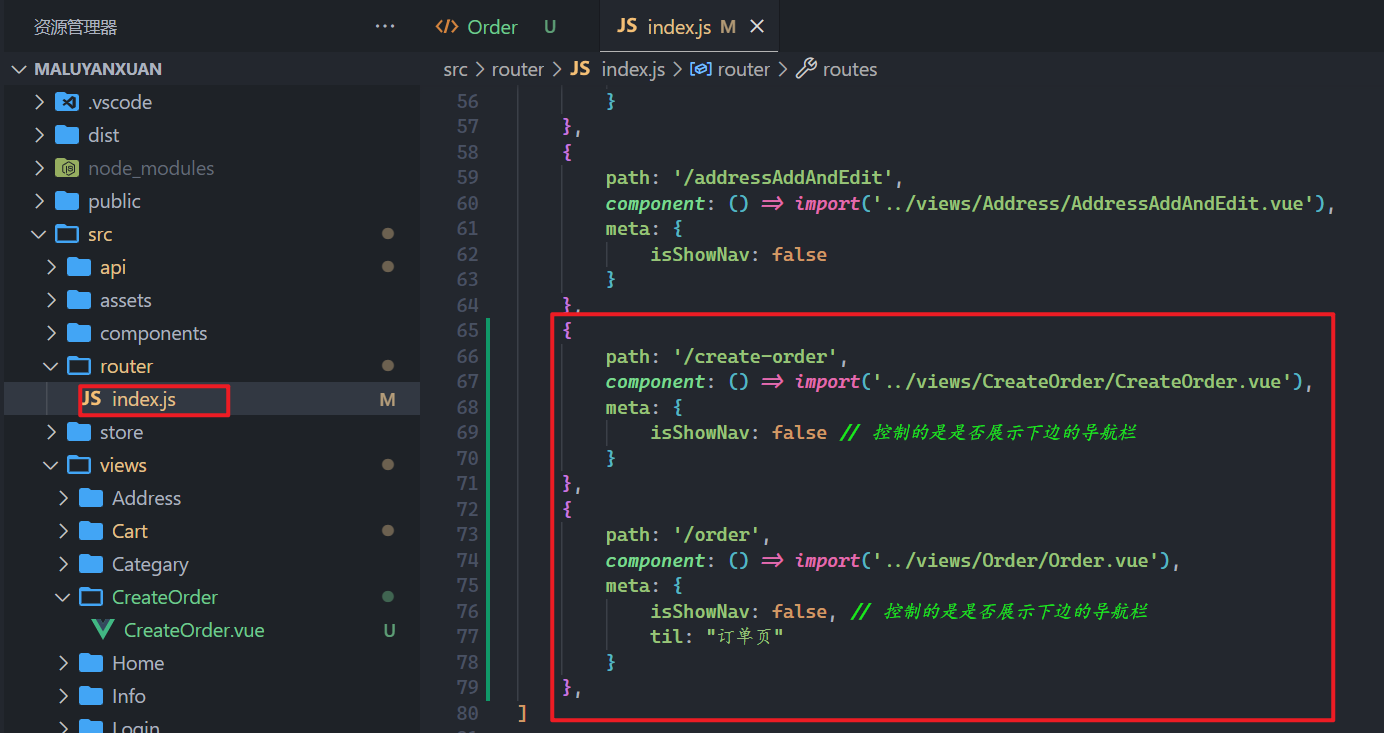 资源管理器 ···
MALUYANXUAN
.vscode
dist
node_modules
public
src
api
assets
components
router
JS index.js M
store
views
Address
Cart
Categary
CreateOrder
CreateOrder.vue U
Home
Info
Login
Order U
JS index.js M
src > router > JS index.js > router > routes
56 }
57 },
58 {
59 path: '/addressAddAndEdit',
60 component: () => import('../views/Address/AddressAddAndEdit.vue'),
61 meta: {
62 isShowNav: false
63 }
64 },
65 {
66 path: '/create-order',
67 component: () => import('../views/CreateOrder/CreateOrder.vue'),
68 meta: {
69 isShowNav: false // 控制的是是否展示下边的导航栏
70 }
71 },
72 {
73 path: '/order',
74 component: () => import('../views/Order/Order.vue'),
75 meta: {
76 isShowNav: false, // 控制的是是否展示下边的导航栏
77 til: "订单页"
78 }
79 },
80 ]